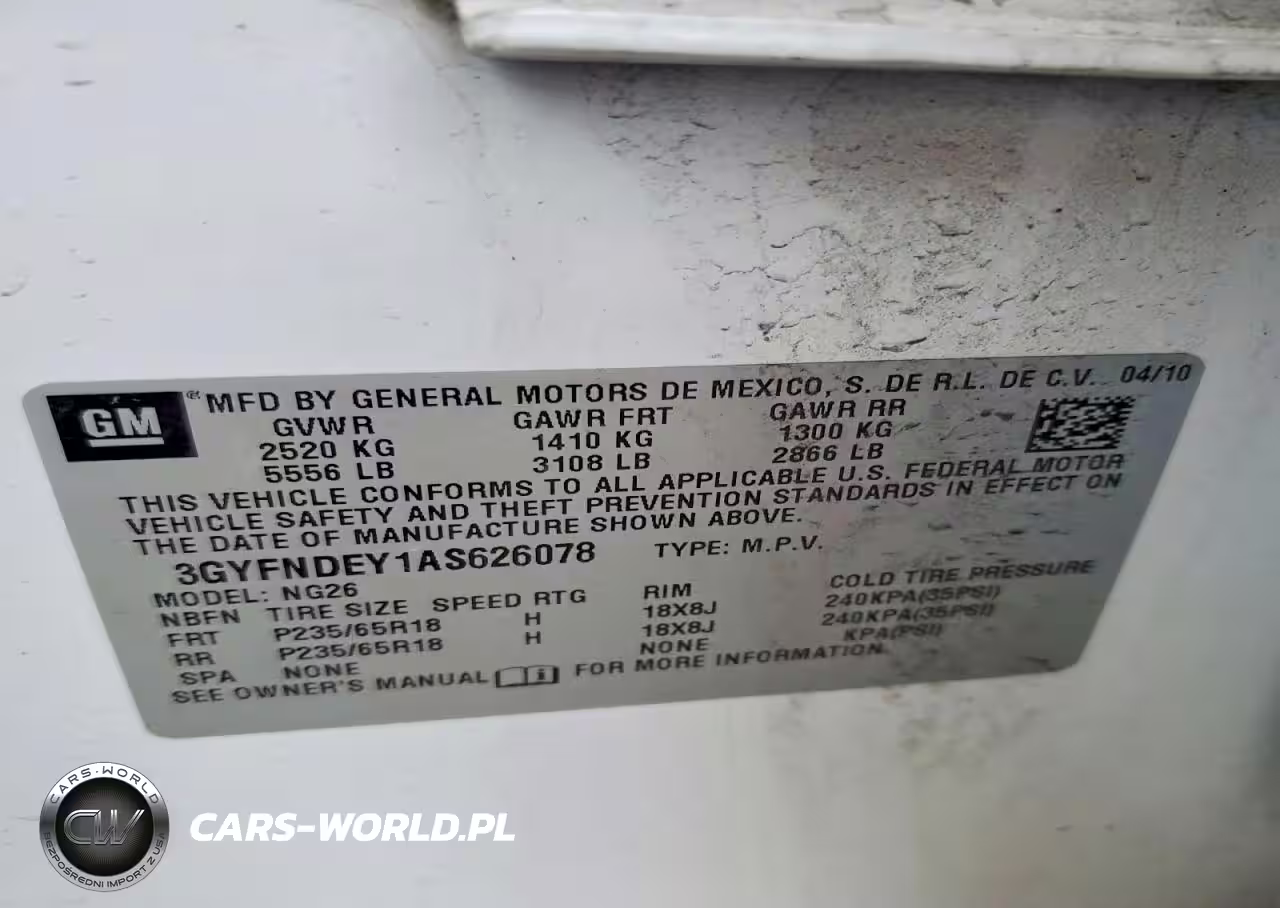 GM ® MFD BY GENERAL MOTORS DE MEXICO, S. DE R.L. DE C.V. 04/10
GVWR GAWR FRT GAWR RR
2520 KG 1410 KG 1300 KG
5556 LB 3108 LB 2866 LB
THIS VEHICLE CONFORMS TO ALL APPLICABLE U.S. FEDERAL MOTOR
VEHICLE SAFETY AND THEFT PREVENTION STANDARDS IN EFFECT ON
THE DATE OF MANUFACTURE SHOWN ABOVE.
3GYFNDEY1AS626078 TYPE: M.P.V.
MODEL: NG26
NBFN TIRE SIZE SPEED RTG RIM COLD TIRE PRESSURE
FRT P235/65R18 H 18X8J 240KPA(35PSI)
RR P235/65R18 H 18X8J 240KPA(35PSI)
SPA NONE NONE KPA(PSI)
SEE OWNER'S MANUAL FOR MORE INFORMATION.
CARS-WORLD
CW
BEZPOŚREDNI IMPORT Z USA
CARS-WORLD.PL